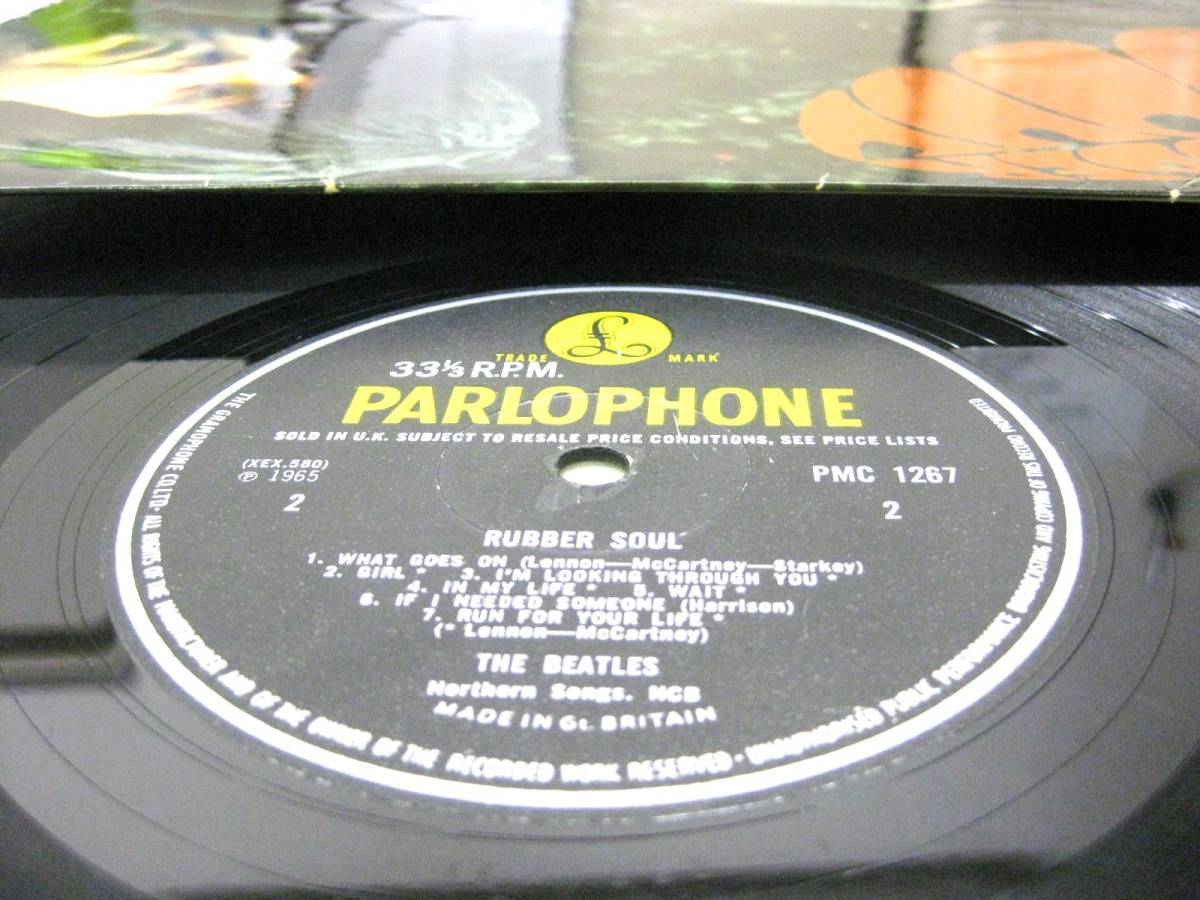 £
TRADE MARK
33⅓ R.P.M.
PARLOPHONE
SOLD IN U.K. SUBJECT TO RESALE PRICE CONDITIONS, SEE PRICE LISTS
(XEX.580)
℗ 1965
PMC 1267
2
2
RUBBER SOUL
1. WHAT GOES ON (Lennon—McCartney—Starkey)
2. GIRL * 3. I'M LOOKING THROUGH YOU *
4. IN MY LIFE * 5. WAIT *
6. IF I NEEDED SOMEONE (Harrison)
7. RUN FOR YOUR LIFE *
(* Lennon—McCartney)
THE BEATLES
Northern Songs. NCB
MADE IN Gt. BRITAIN
THE GRAMOPHONE CO. LTD. · ALL RIGHTS OF THE MANUFACTURER AND OF THE OWNER OF THE RECORDED WORK RESERVED · UNAUTHORISED PUBLIC PERFORMANCE BROADCASTING AND COPYING OF THIS RECORD PROHIBITED